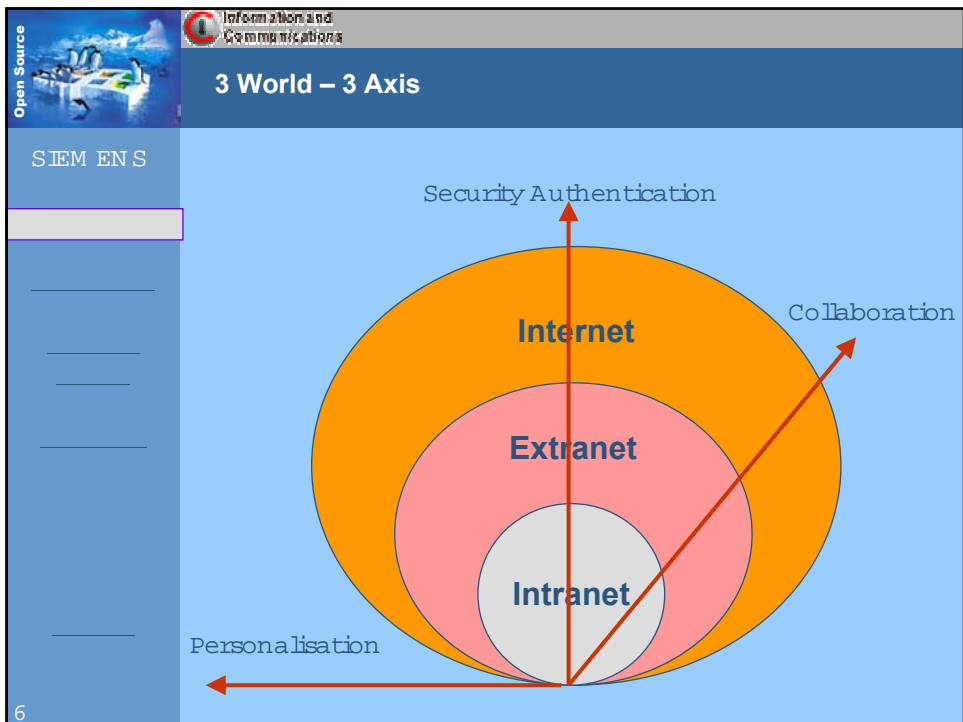 Open Source
Information and
Communications
3 World – 3 Axis
SIEMENS
Security Authentication
Collaboration
Internet
Extranet
Intranet
Personalisation
6